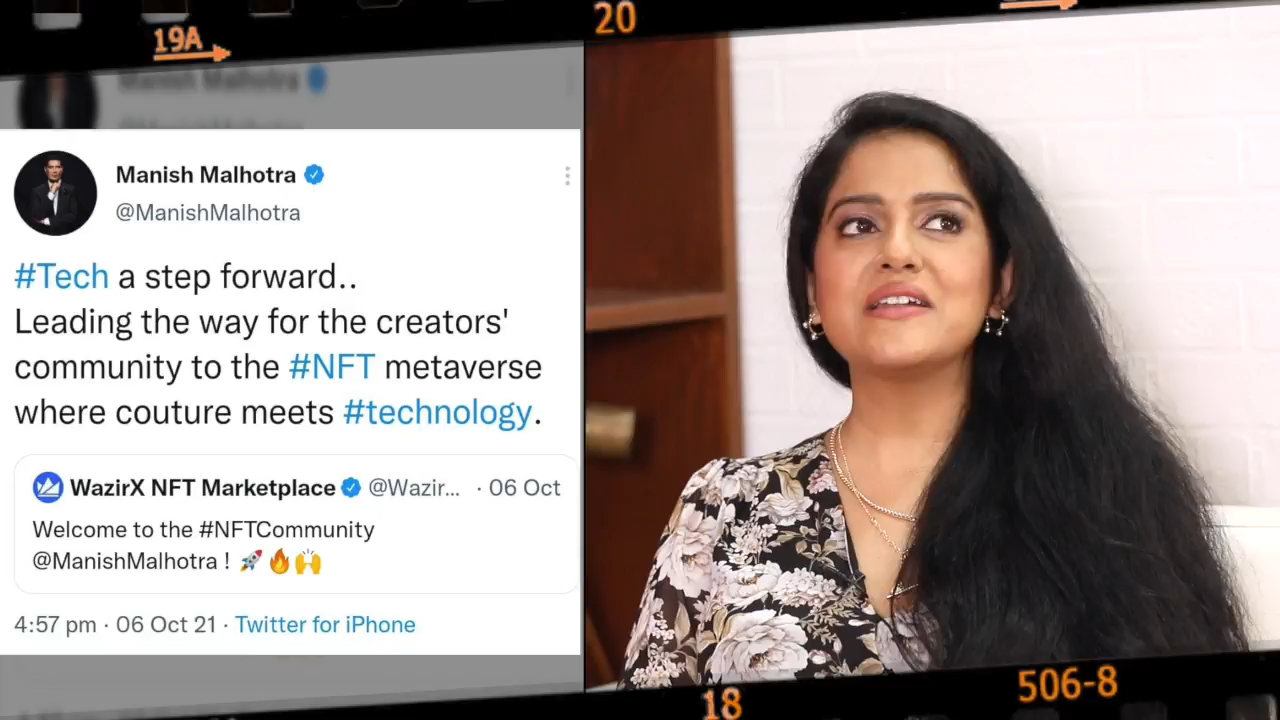 19A
20
Manish Malhotra
@ManishMalhotra
#Tech a step forward..
Leading the way for the creators'
community to the #NFT metaverse
where couture meets #technology.
WazirX NFT Marketplace @Wazir... · 06 Oct
Welcome to the #NFTCommunity
@ManishMalhotra ! 🚀🔥🙌
4:57 pm · 06 Oct 21 · Twitter for iPhone
18
506-8